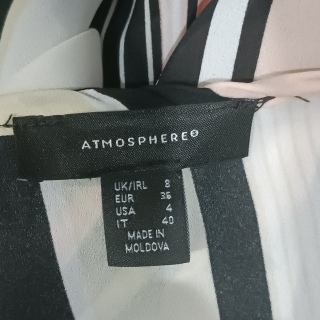 ATMOSPHERE®
UK/IRL 8
EUR 36
USA 4
IT 40
MADE IN
MOLDOVA